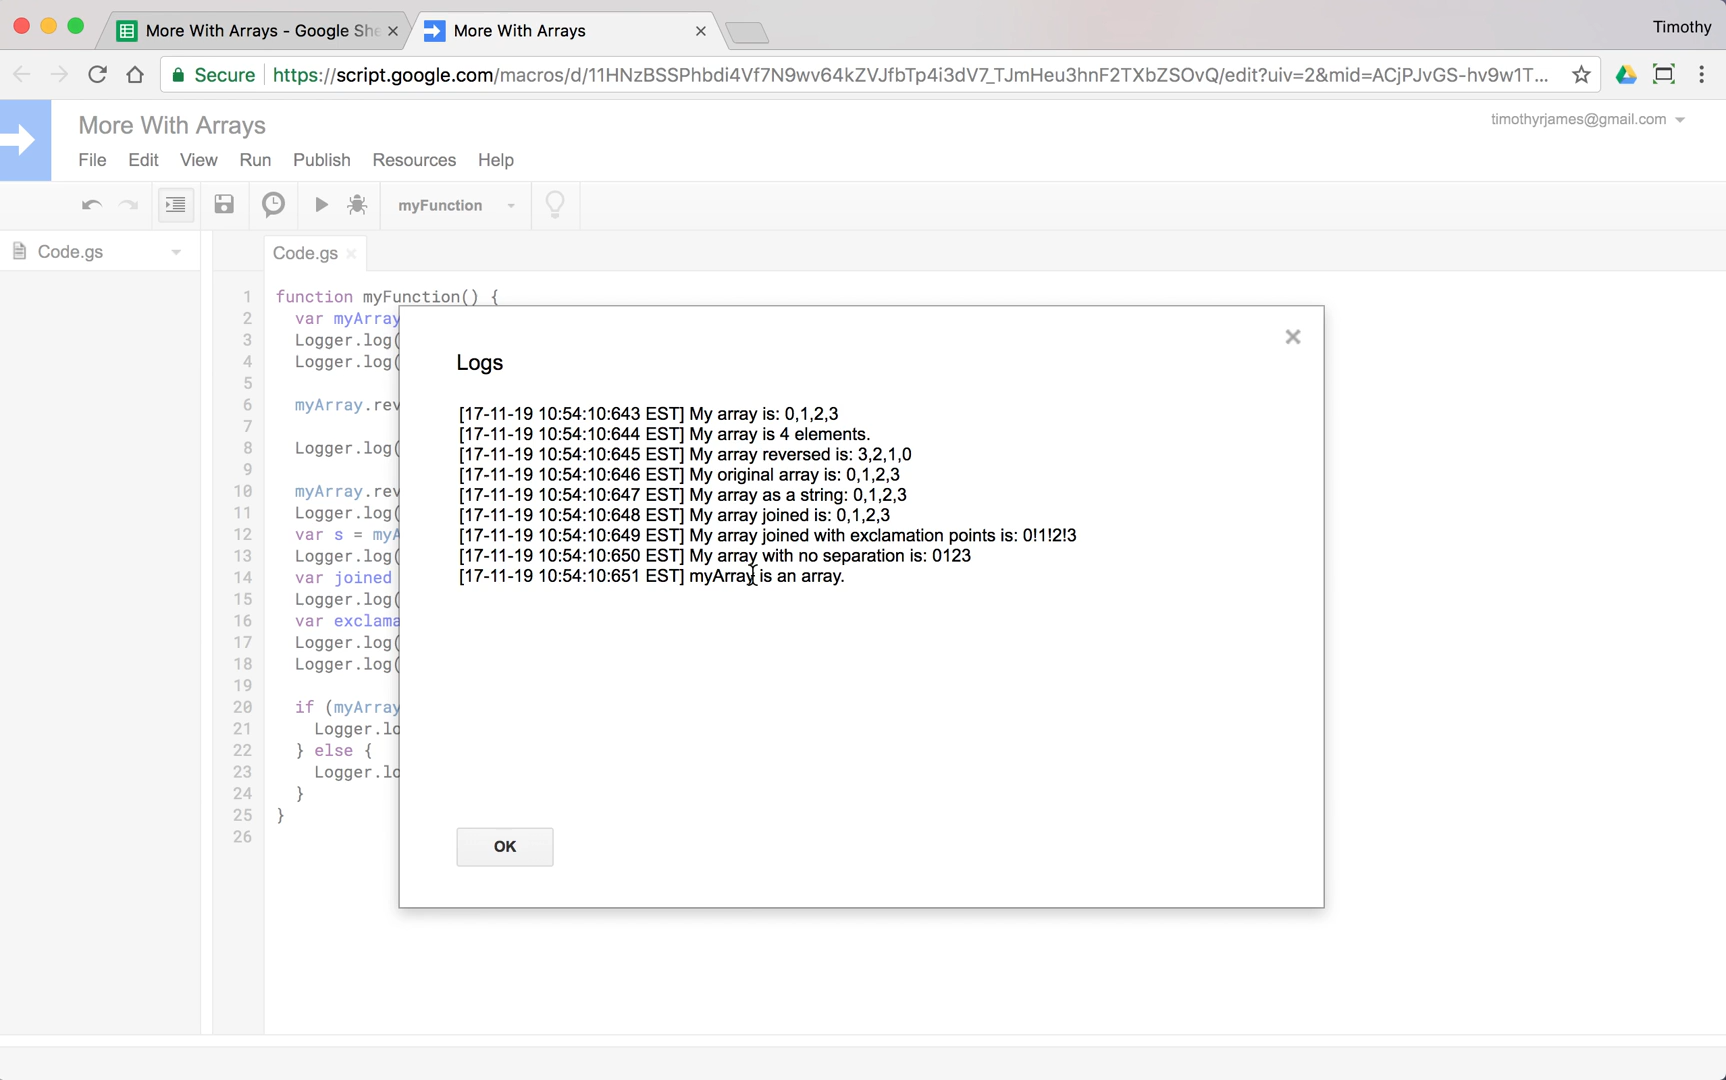 More With Arrays - Google She
More With Arrays
Timothy
Secure
https://script.google.com/macros/d/11HNzBSSPhbdi4Vf7N9wv64kZVJfbTp4i3dV7_TJmHeu3hnF2TXbZSOvQ/edit?uiv=2&mid=ACjPJvGS-hv9w1T...
More With Arrays
timothyrjames@gmail.com
File Edit View Run Publish Resources Help
myFunction
Code.gs
Code.gs
1 function myFunction() {
2 var myArray
3 Logger.log(
4 Logger.log(
5
6 myArray.rev
7
8 Logger.log(
9
10 myArray.rev
11 Logger.log(
12 var s = myA
13 Logger.log(
14 var joined
15 Logger.log(
16 var exclama
17 Logger.log(
18 Logger.log(
19
20 if (myArray
21 Logger.lo
22 } else {
23 Logger.lo
24 }
25 }
26
Logs
[17-11-19 10:54:10:643 EST] My array is: 0,1,2,3
[17-11-19 10:54:10:644 EST] My array is 4 elements.
[17-11-19 10:54:10:645 EST] My array reversed is: 3,2,1,0
[17-11-19 10:54:10:646 EST] My original array is: 0,1,2,3
[17-11-19 10:54:10:647 EST] My array as a string: 0,1,2,3
[17-11-19 10:54:10:648 EST] My array joined is: 0,1,2,3
[17-11-19 10:54:10:649 EST] My array joined with exclamation points is: 0!1!2!3
[17-11-19 10:54:10:650 EST] My array with no separation is: 0123
[17-11-19 10:54:10:651 EST] myArray is an array.
OK